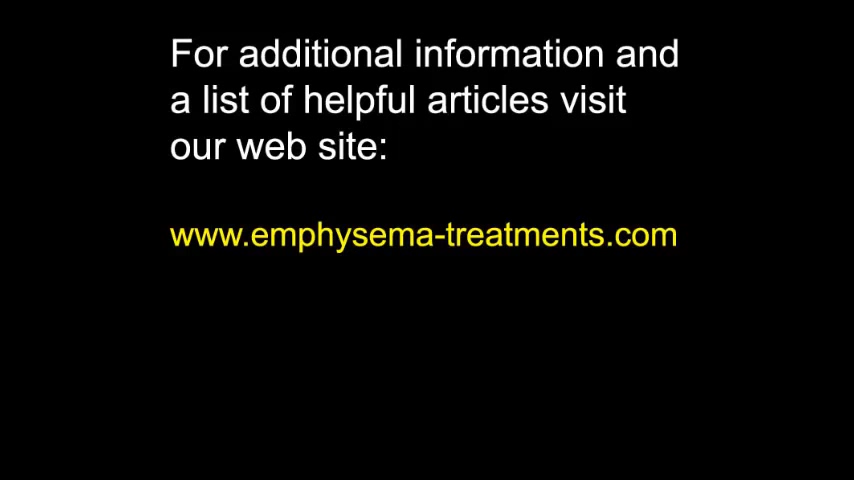 For additional information and
a list of helpful articles visit
our web site:
www.emphysema-treatments.com